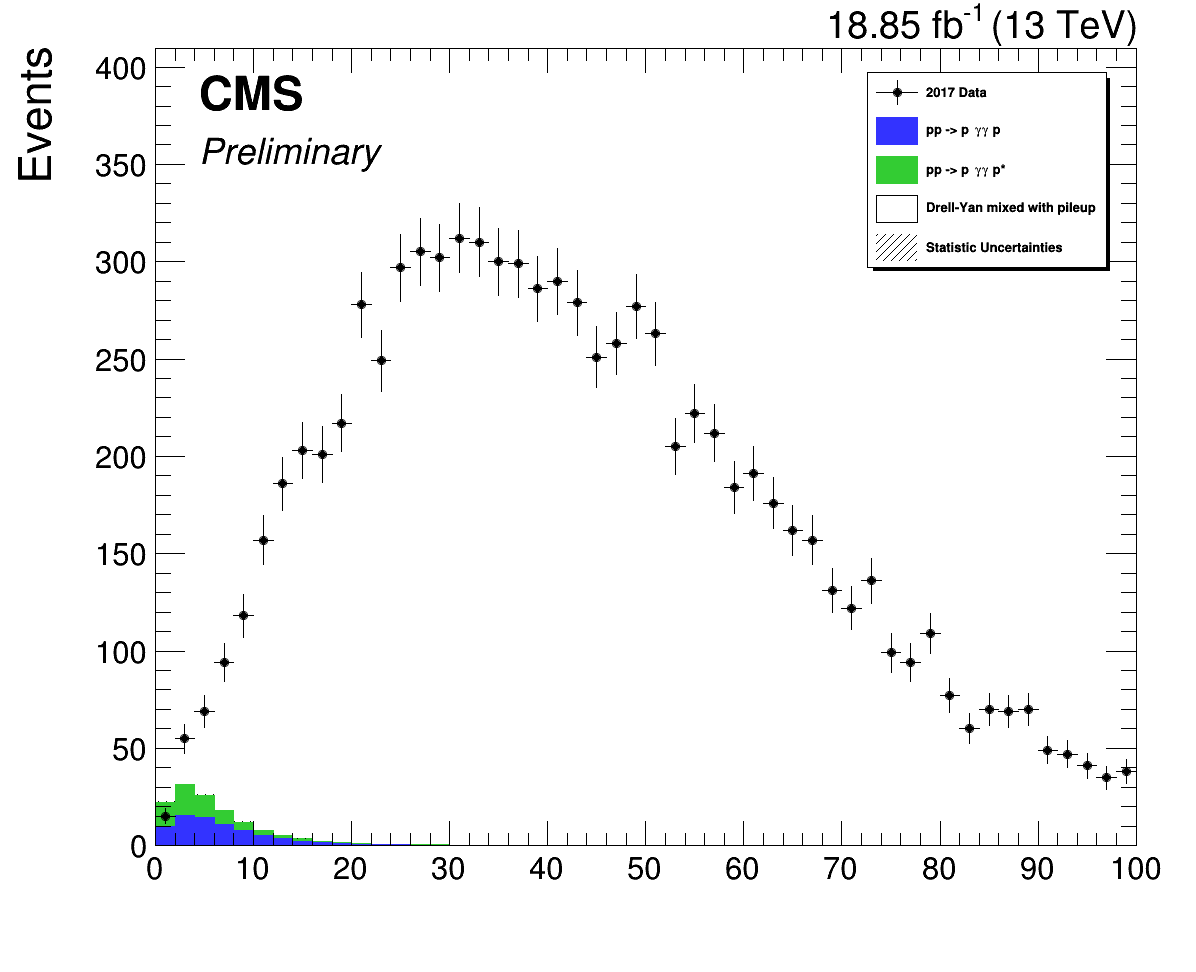 18.85 fb⁻¹ (13 TeV)
Events
CMS
Preliminary
2017 Data
pp -> p γγ p
pp -> p γγ p*
Drell-Yan mixed with pileup
Statistic Uncertainties
400
350
300
250
200
150
100
50
0
0 10 20 30 40 50 60 70 80 90 100